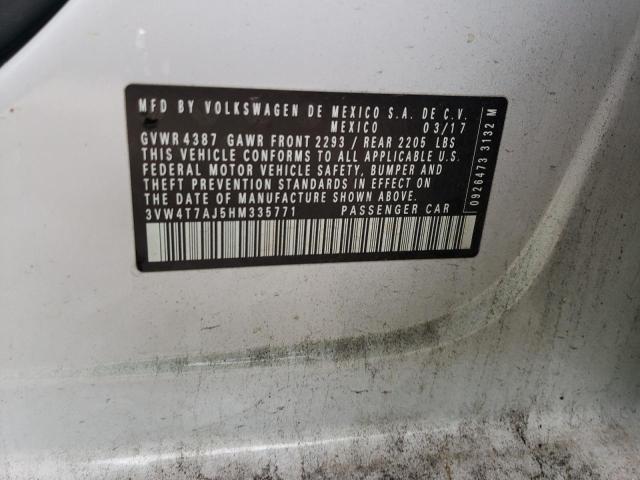 MFD BY VOLKSWAGEN DE MEXICO S.A. DE C.V.
MEXICO 03/17
GVWR 4387 GAWR FRONT 2293 / REAR 2205 LBS
THIS VEHICLE CONFORMS TO ALL APPLICABLE U.S.
FEDERAL MOTOR VEHICLE SAFETY, BUMPER AND
THEFT PREVENTION STANDARDS IN EFFECT ON
THE DATE OF MANUFACTURE SHOWN ABOVE
3VW4T7AJ5HM335771 PASSENGER CAR
0926473 3132 M